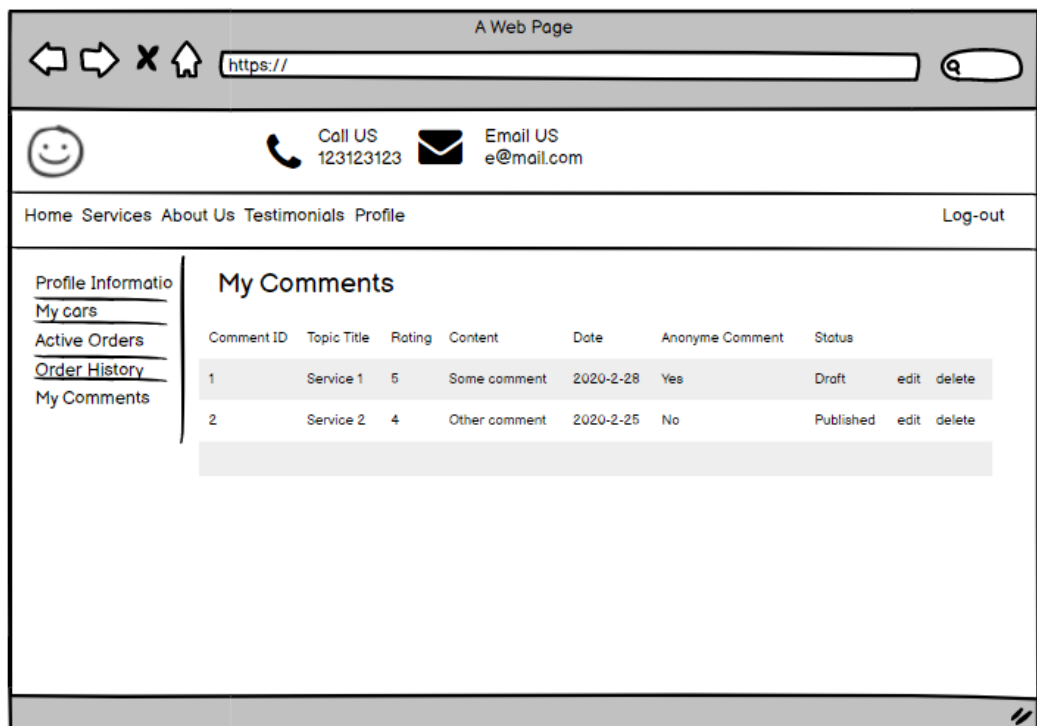 A Web Page
https://
Call US
123123123
Email US
e@mail.com
Home Services About Us Testimonials Profile Log-out
Profile Informatio
My cars
Active Orders
Order History
My Comments
My Comments
Comment ID Topic Title Rating Content Date Anonyme Comment Status
1 Service 1 5 Some comment 2020-2-28 Yes Draft edit delete
2 Service 2 4 Other comment 2020-2-25 No Published edit delete